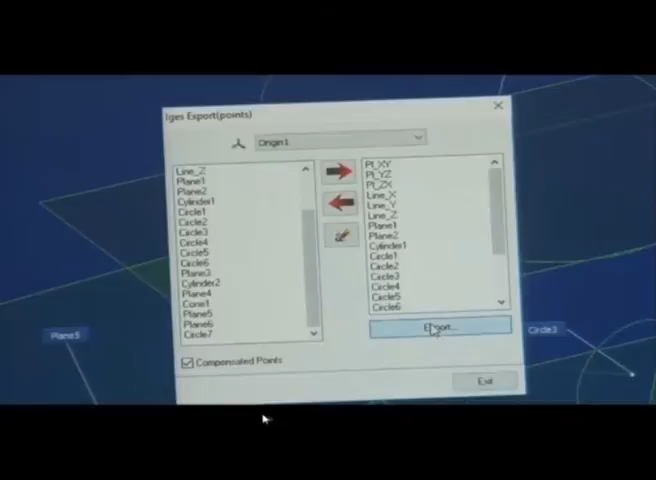 Iges Export(points)
Origin1
Line_Z
Plane1
Plane2
Cylinder1
Circle1
Circle2
Circle3
Circle4
Circle5
Circle6
Plane3
Cylinder2
Plane4
Cone1
Plane5
Plane6
Circle7
Pl_XY
Pl_YZ
Pl_ZX
Line_X
Line_Y
Line_Z
Plane1
Plane2
Cylinder1
Circle1
Circle2
Circle3
Circle4
Circle5
Circle6
Export...
Compensated Points
Exit
Plane5
Circle3